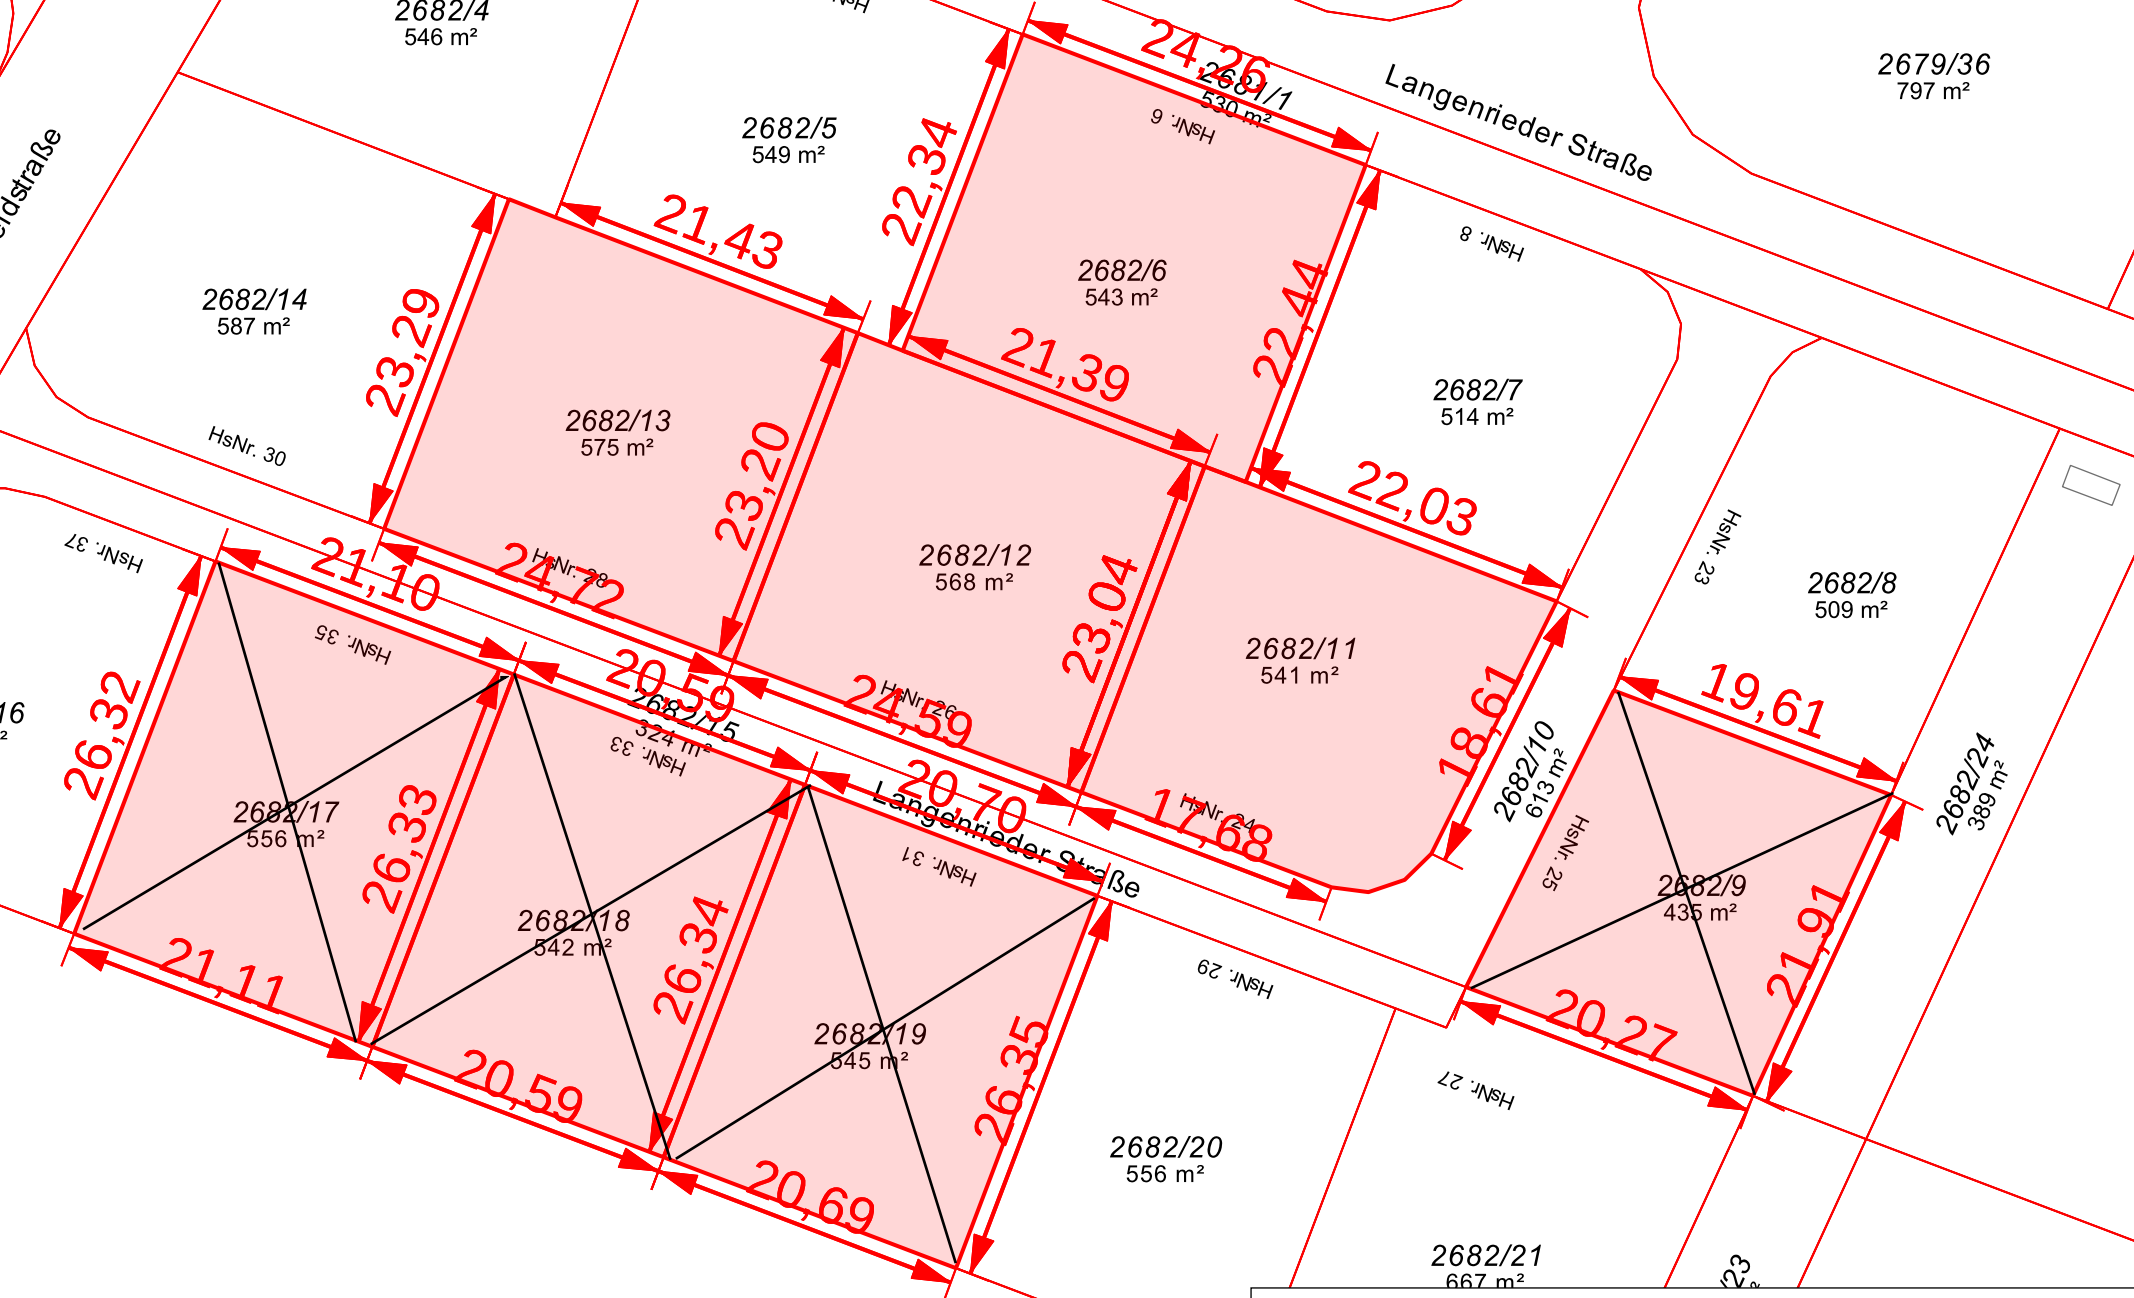 2682/4
546 m²
24,26
2681/1
530 m²
HsNr. 6
Langenrieder Straße
2679/36
797 m²
2682/5
549 m²
22,34
21,43
HsNr. 8
2682/6
543 m²
22,44
2682/14
587 m²
23,29
21,39
2682/7
514 m²
2682/13
575 m²
23,20
HsNr. 30
22,03
HsNr. 23
HsNr. 37
21,10
HsNr. 28
24,72
2682/12
568 m²
23,04
2682/8
509 m²
HsNr. 35
2682/11
541 m²
20,59
2682/15
324 m²
HsNr. 33
HsNr. 26
24,59
18,61
19,61
26,32
2682/10
613 m²
2682/24
389 m²
20,70
Langenrieder Straße
HsNr. 24
17,68
2682/17
556 m²
26,33
HsNr. 31
HsNr. 25
2682/9
435 m²
21,91
2682/18
542 m²
26,34
21,11
HsNr. 29
20,27
2682/19
545 m²
26,35
20,59
HsNr. 27
2682/20
556 m²
20,69
2682/21
667 m²
/23